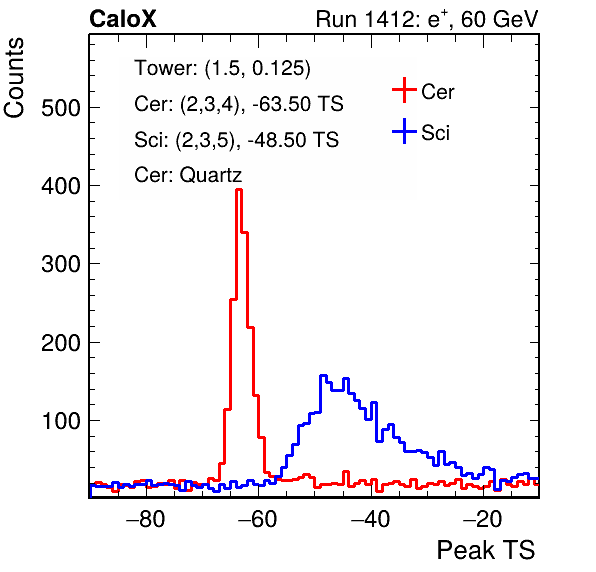 CaloX Run 1412: e+, 60 GeV
Counts
Tower: (1.5, 0.125)
Cer: (2,3,4), -63.50 TS
Sci: (2,3,5), -48.50 TS
Cer: Quartz
Cer
Sci
500
400
300
200
100
−80 −60 −40 −20
Peak TS